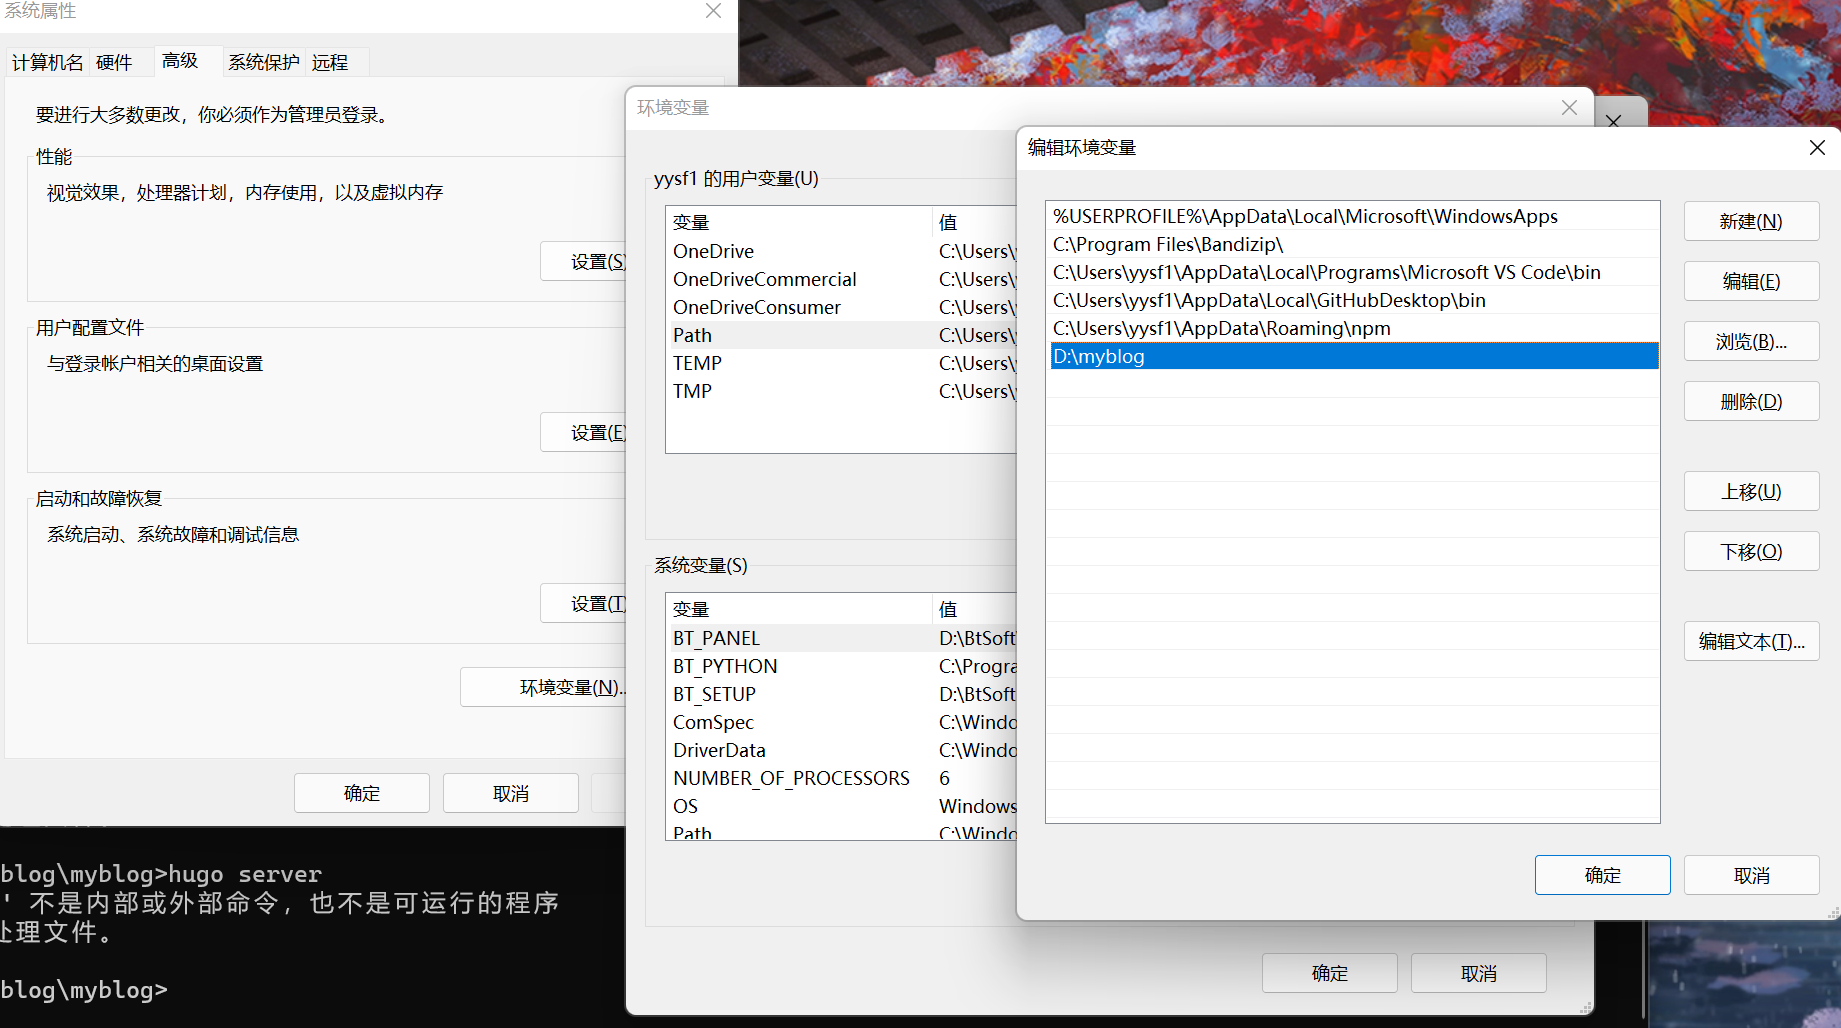 系统属性
计算机名
硬件
高级
系统保护
远程
要进行大多数更改，你必须作为管理员登录。
性能
视觉效果，处理器计划，内存使用，以及虚拟内存
设置(S)
用户配置文件
与登录帐户相关的桌面设置
设置(E)
启动和故障恢复
系统启动、系统故障和调试信息
设置(T)
环境变量(N)..
确定
取消
blog\myblog>hugo server
' 不是内部或外部命令，也不是可运行的程序
处理文件。
blog\myblog>
环境变量
yysf1 的用户变量(U)
变量 值
OneDrive C:\Users\y
OneDriveCommercial C:\Users\y
OneDriveConsumer C:\Users\y
Path C:\Users\y
TEMP C:\Users\y
TMP C:\Users\y
系统变量(S)
变量 值
BT_PANEL D:\BtSoft\
BT_PYTHON C:\Progra
BT_SETUP D:\BtSoft
ComSpec C:\Windo
DriverData C:\Windo
NUMBER_OF_PROCESSORS 6
OS Windows
Path C:\Windo
确定
取消
编辑环境变量
%USERPROFILE%\AppData\Local\Microsoft\WindowsApps
C:\Program Files\Bandizip\
C:\Users\yysf1\AppData\Local\Programs\Microsoft VS Code\bin
C:\Users\yysf1\AppData\Local\GitHubDesktop\bin
C:\Users\yysf1\AppData\Roaming\npm
D:\myblog
新建(N)
编辑(E)
浏览(B)...
删除(D)
上移(U)
下移(O)
编辑文本(T)...
确定
取消